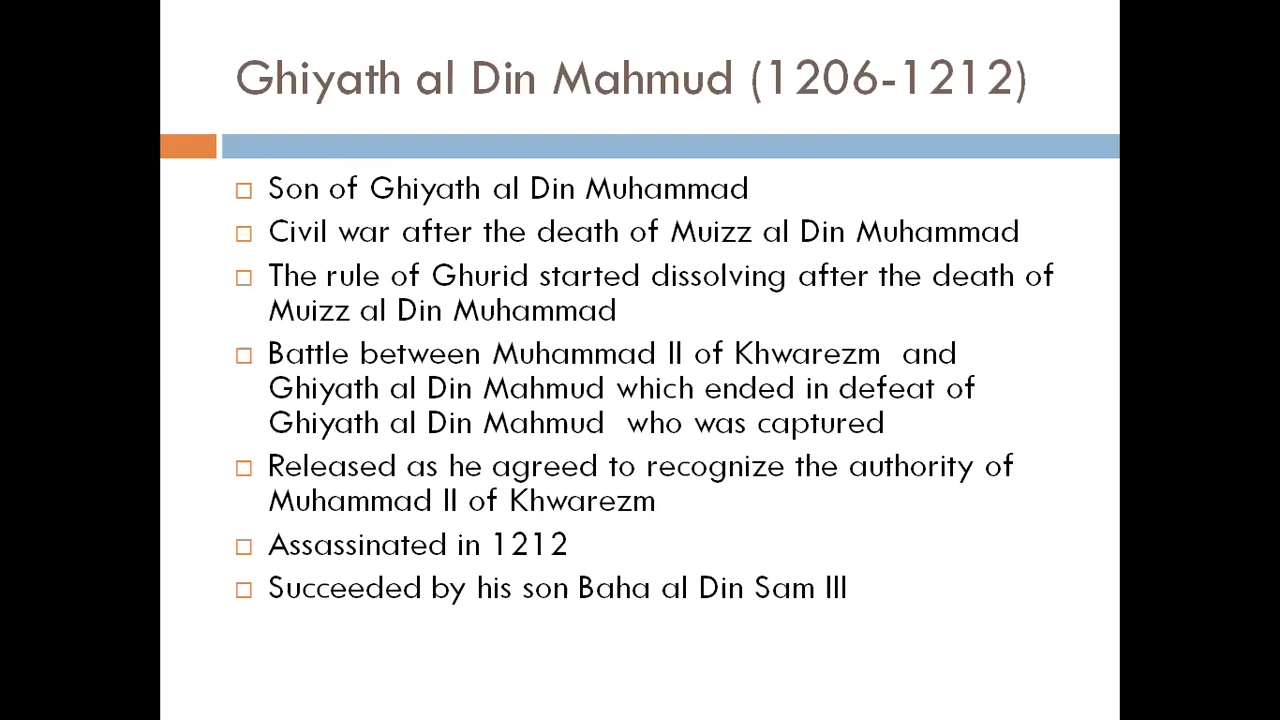 Ghiyath al Din Mahmud (1206-1212)
Son of Ghiyath al Din Muhammad
Civil war after the death of Muizz al Din Muhammad
The rule of Ghurid started dissolving after the death of
Muizz al Din Muhammad
Battle between Muhammad II of Khwarezm  and
Ghiyath al Din Mahmud which ended in defeat of
Ghiyath al Din Mahmud  who was captured
Released as he agreed to recognize the authority of
Muhammad II of Khwarezm
Assassinated in 1212
Succeeded by his son Baha al Din Sam III